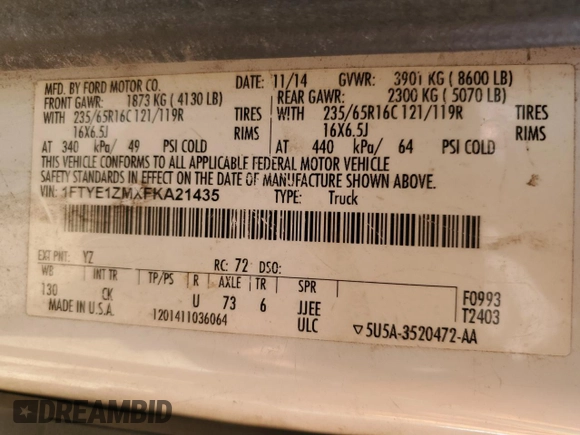 MFD. BY FORD MOTOR CO. DATE: 11/14 GVWR: 3901 KG ( 8600 LB)
FRONT GAWR: 1873 KG ( 4130 LB) REAR GAWR: 2300 KG ( 5070 LB)
WITH 235/65R16C 121/119R TIRES WITH: 235/65R16C 121/119R TIRES
16X6.5J RIMS 16X6.5J RIMS
AT 340 kPa/ 49 PSI COLD AT 440 kPa/ 64 PSI COLD
THIS VEHICLE CONFORMS TO ALL APPLICABLE FEDERAL MOTOR VEHICLE
SAFETY STANDARDS IN EFFECT ON THE DATE OF MANUFACTURE SHOWN ABOVE.
VIN: 1FTYE1ZMXFKA21435 TYPE: Truck
EXT PNT: YZ RC: 72 DSO:
WB INT TR TP/PS R AXLE TR SPR F0993
130 CK U 73 6 JJEE T2403
MADE IN U.S.A. 1201411036064 ULC ▽5U5A-3520472-AA
DREAMBID